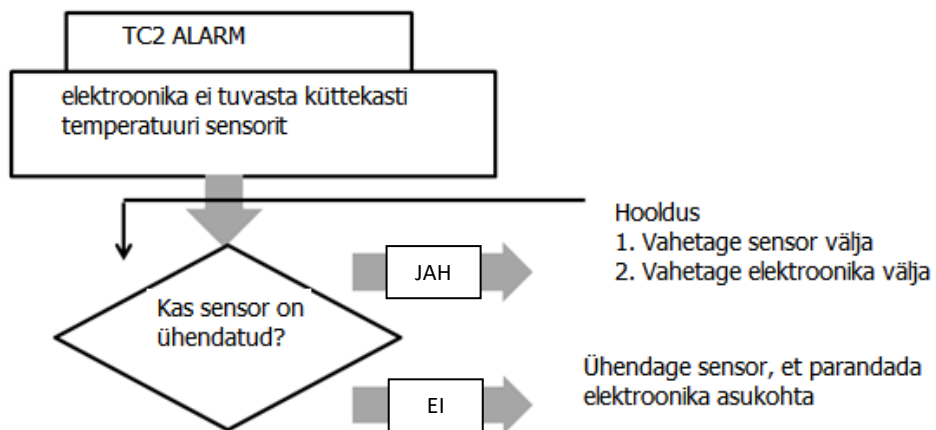 TC2 ALARM
elektroonika ei tuvasta küttekasti
temperatuuri sensorit
Kas sensor on
ühendatud?
JAH
Hooldus
1. Vahetage sensor välja
2. Vahetage elektroonika välja
EI
Ühendage sensor, et parandada
elektroonika asukohta